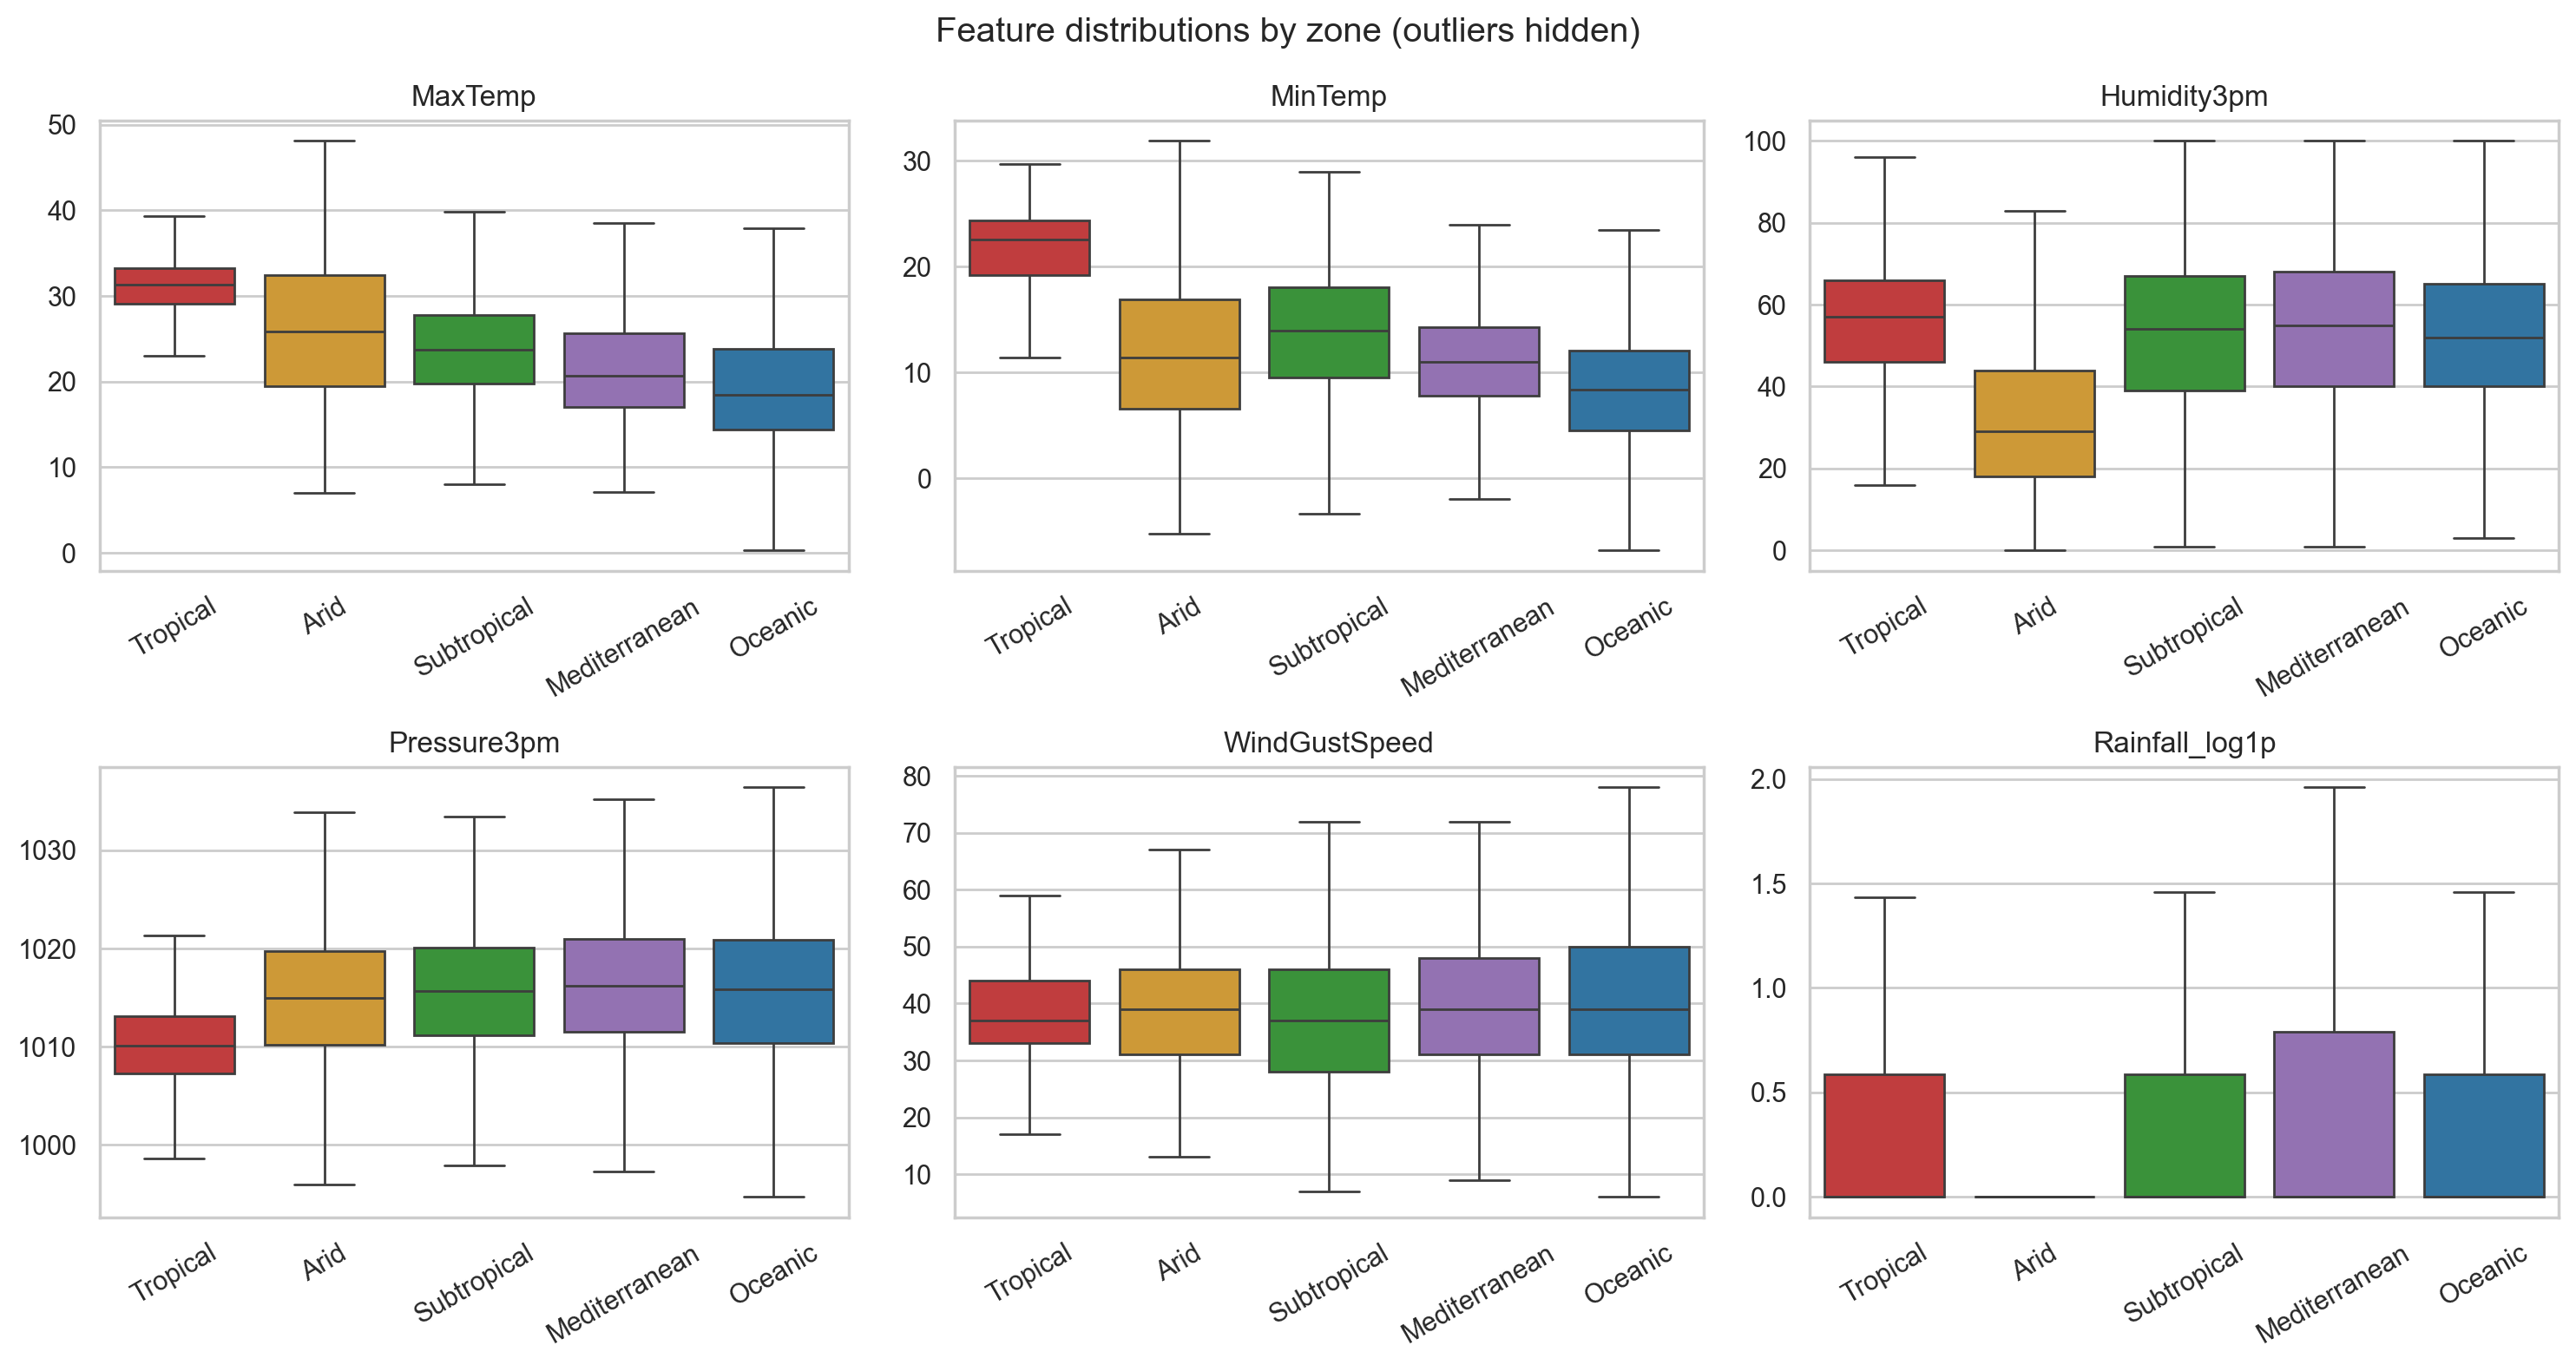 Feature distributions by zone (outliers hidden)
MaxTemp
50
40
30
20
10
0
Tropical
Arid
Subtropical
Mediterranean
Oceanic
MinTemp
30
20
10
0
Tropical
Arid
Subtropical
Mediterranean
Oceanic
Humidity3pm
100
80
60
40
20
0
Tropical
Arid
Subtropical
Mediterranean
Oceanic
Pressure3pm
1030
1020
1010
1000
Tropical
Arid
Subtropical
Mediterranean
Oceanic
WindGustSpeed
80
70
60
50
40
30
20
10
Tropical
Arid
Subtropical
Mediterranean
Oceanic
Rainfall_log1p
2.0
1.5
1.0
0.5
0.0
Tropical
Arid
Subtropical
Mediterranean
Oceanic